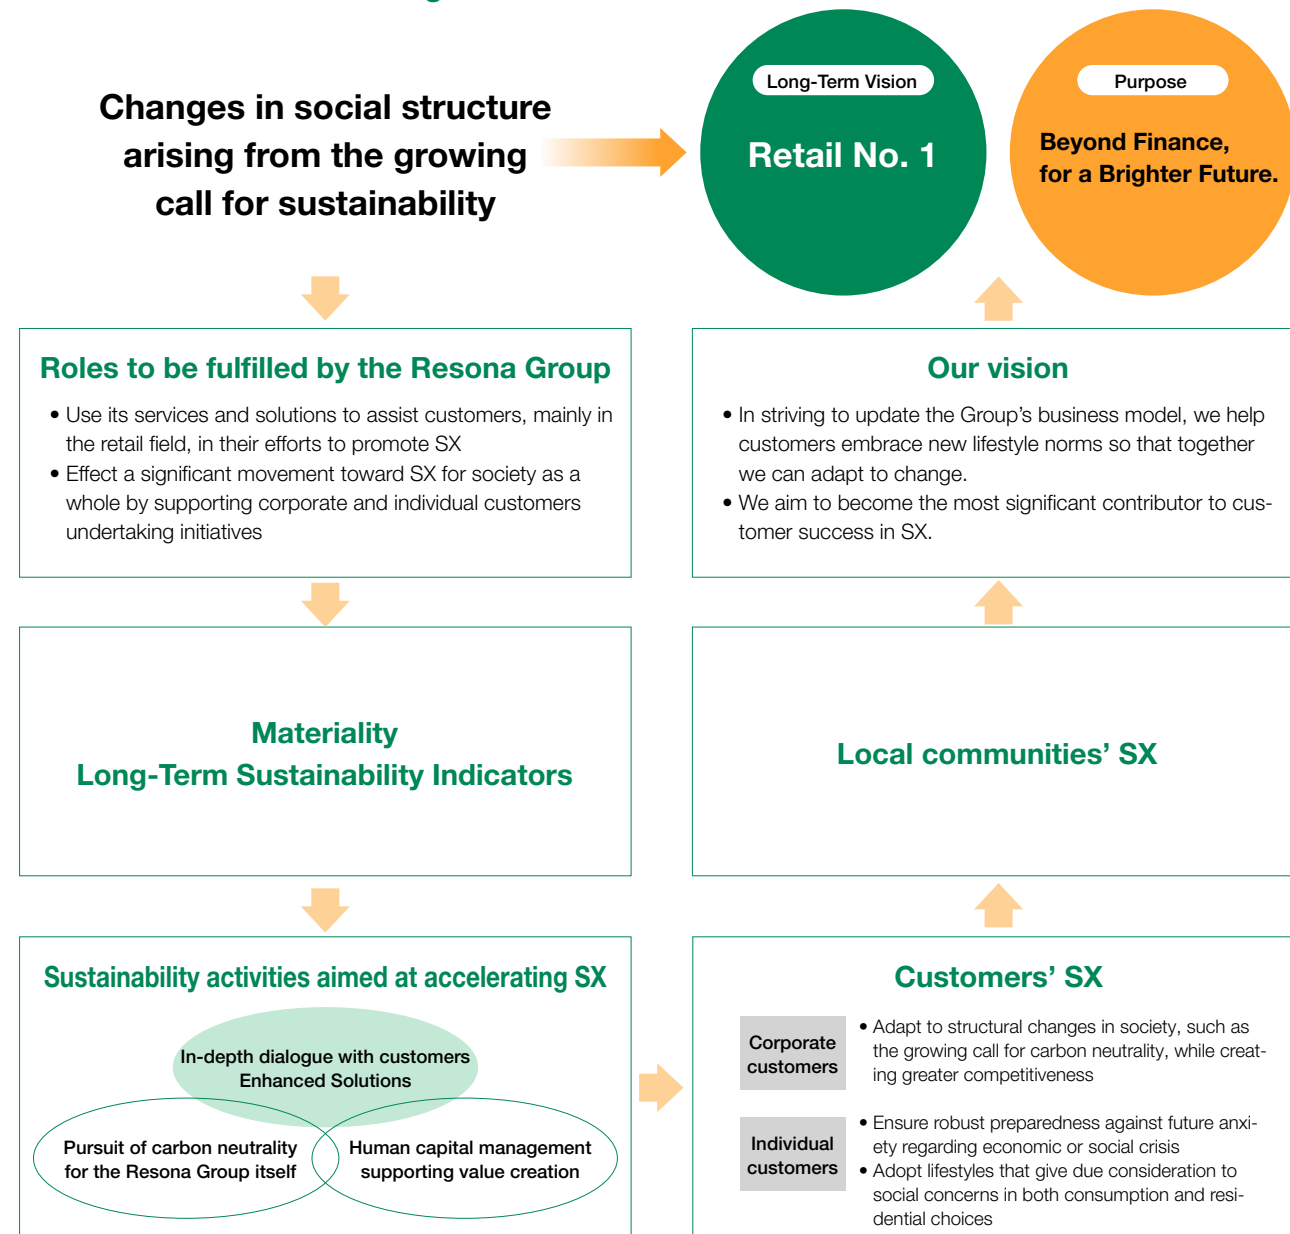 Changes in social structure
arising from the growing
call for sustainability
Long-Term Vision
Retail No. 1
Purpose
Beyond Finance,
for a Brighter Future.
Roles to be fulfilled by the Resona Group
• Use its services and solutions to assist customers, mainly in
the retail field, in their efforts to promote SX
• Effect a significant movement toward SX for society as a
whole by supporting corporate and individual customers
undertaking initiatives
Our vision
• In striving to update the Group’s business model, we help
customers embrace new lifestyle norms so that together
we can adapt to change.
• We aim to become the most significant contributor to cus-
tomer success in SX.
Materiality
Long-Term Sustainability Indicators
Local communities’ SX
Sustainability activities aimed at accelerating SX
In-depth dialogue with customers
Enhanced Solutions
Pursuit of carbon neutrality
for the Resona Group itself
Human capital management
supporting value creation
Customers’ SX
Corporate
customers
• Adapt to structural changes in society, such as
the growing call for carbon neutrality, while creat-
ing greater competitiveness
Individual
customers
• Ensure robust preparedness against future anxi-
ety regarding economic or social crisis
• Adopt lifestyles that give due consideration to
social concerns in both consumption and resi-
dential choices